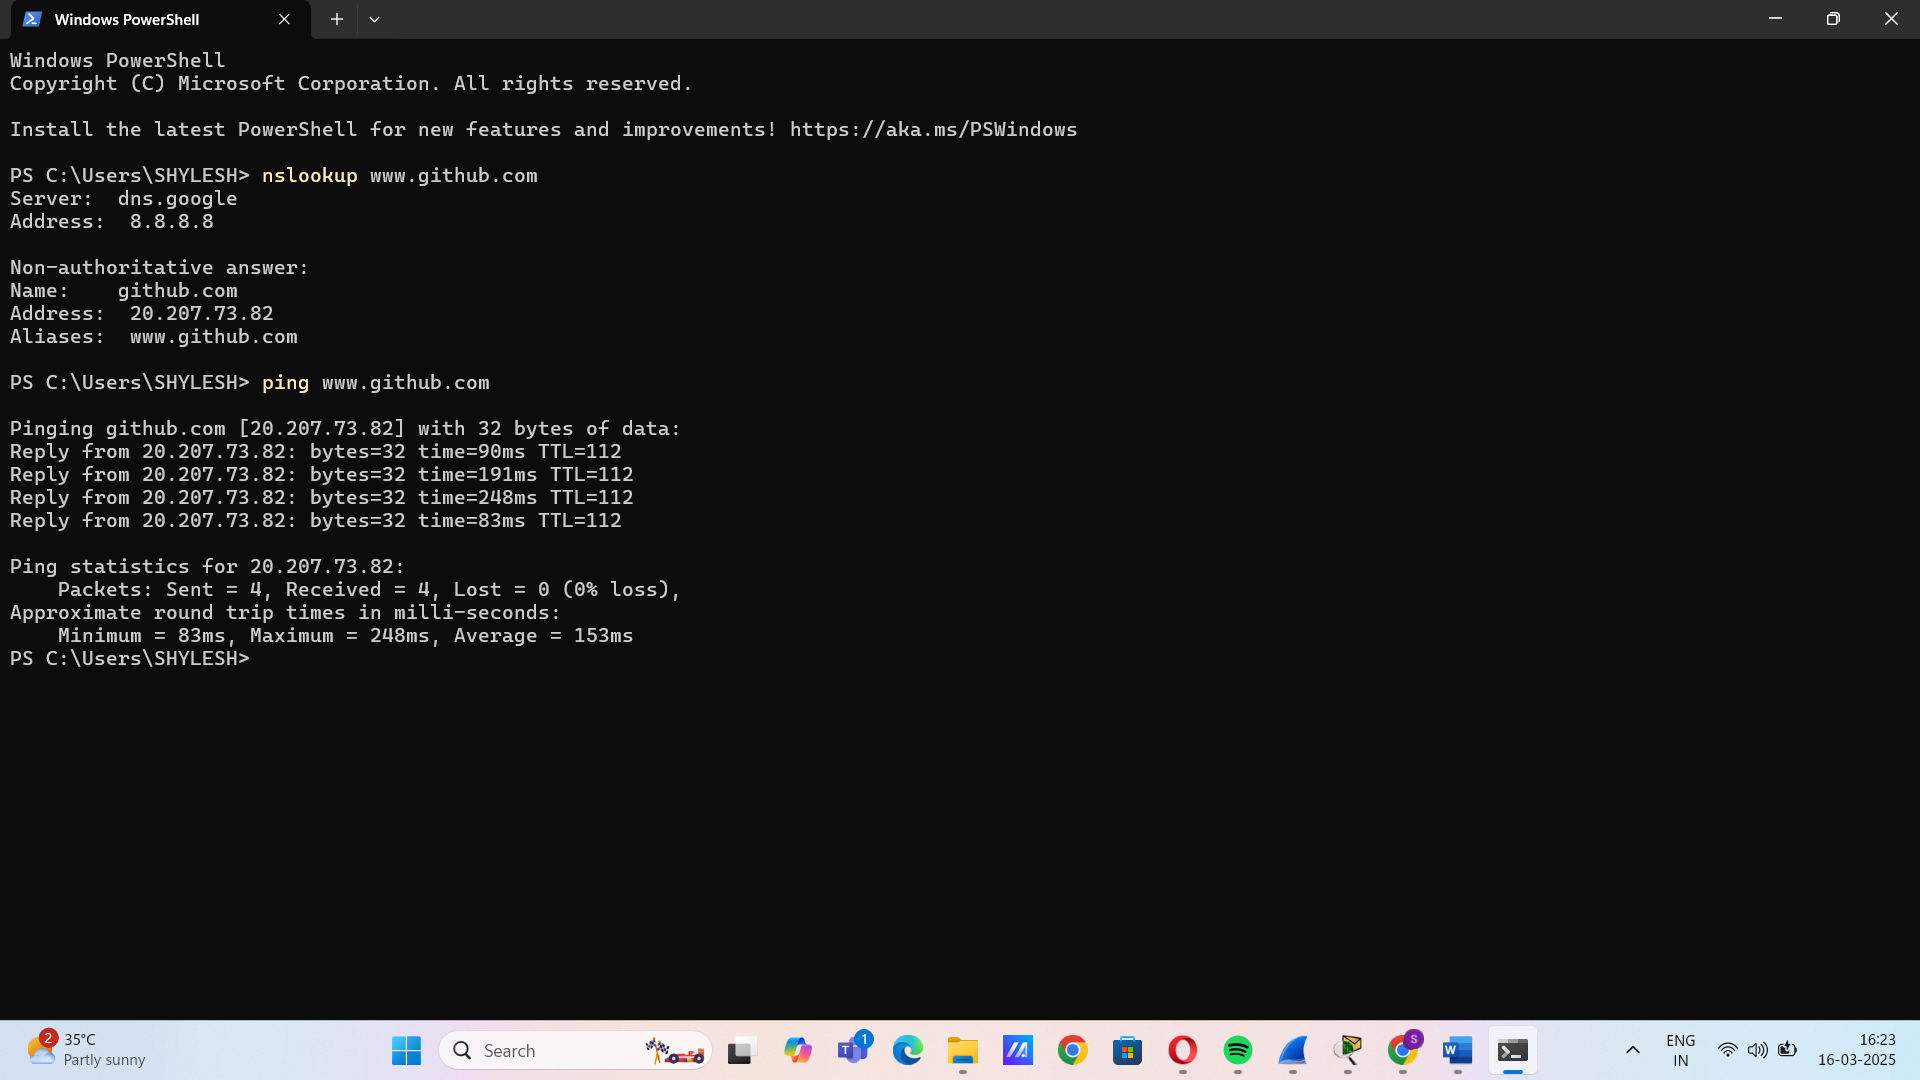 Windows PowerShell
Windows PowerShell
Copyright (C) Microsoft Corporation. All rights reserved.
Install the latest PowerShell for new features and improvements! https://aka.ms/PSWindows
PS C:\Users\SHYLESH> nslookup www.github.com
Server:  dns.google
Address:  8.8.8.8
Non-authoritative answer:
Name:    github.com
Address:  20.207.73.82
Aliases:  www.github.com
PS C:\Users\SHYLESH> ping www.github.com
Pinging github.com [20.207.73.82] with 32 bytes of data:
Reply from 20.207.73.82: bytes=32 time=90ms TTL=112
Reply from 20.207.73.82: bytes=32 time=191ms TTL=112
Reply from 20.207.73.82: bytes=32 time=248ms TTL=112
Reply from 20.207.73.82: bytes=32 time=83ms TTL=112
Ping statistics for 20.207.73.82:
    Packets: Sent = 4, Received = 4, Lost = 0 (0% loss),
Approximate round trip times in milli-seconds:
    Minimum = 83ms, Maximum = 248ms, Average = 153ms
PS C:\Users\SHYLESH>
2
35°C
Partly sunny
Search
T
1
S
W
ENG
IN
16:23
16-03-2025